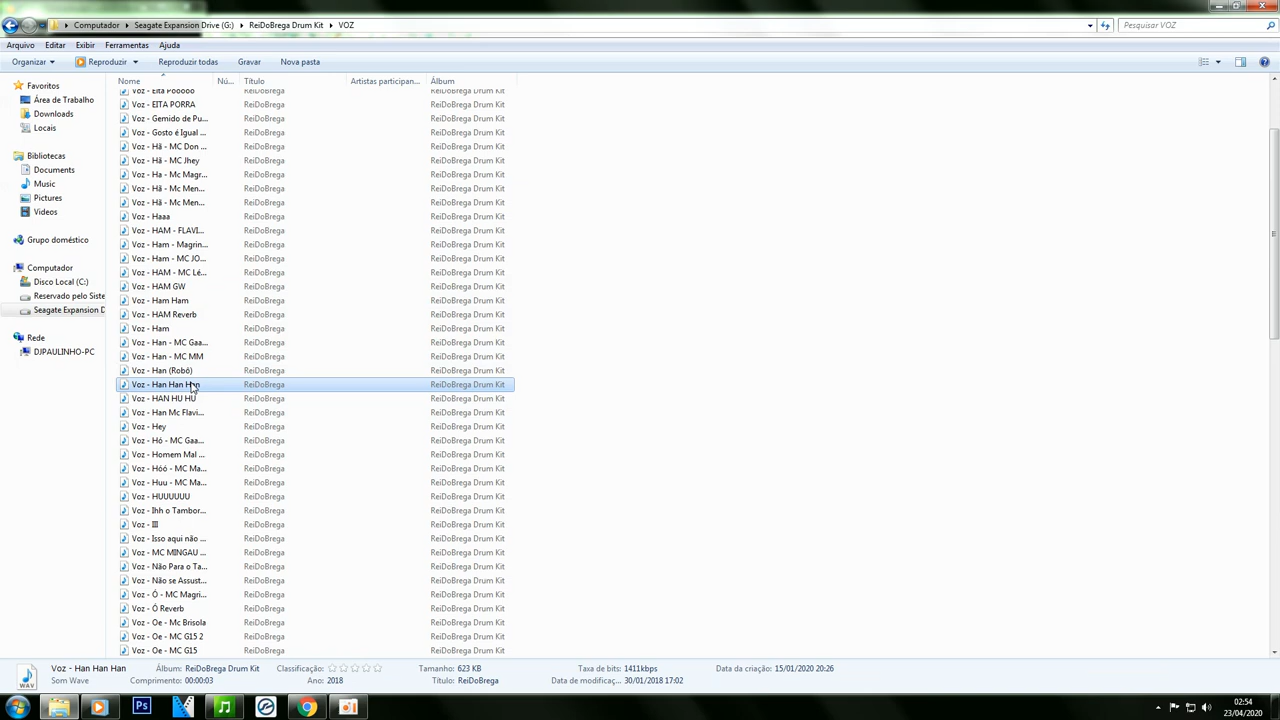 Computador ▸ Seagate Expansion Drive (G:) ▸ ReiDoBrega Drum Kit ▸ VOZ
Pesquisar VOZ
Arquivo Editar Exibir Ferramentas Ajuda
Organizar Reproduzir Reproduzir todas Gravar Nova pasta
Nome Nú... Título Artistas participan... Álbum
Favoritos
Área de Trabalho
Downloads
Locais
Bibliotecas
Documents
Music
Pictures
Videos
Grupo doméstico
Computador
Disco Local (C:)
Reservado pelo Siste
Seagate Expansion D
Rede
DJPAULINHO-PC
Voz - Eita Pooooo ReiDoBrega ReiDoBrega Drum Kit
Voz - EITA PORRA ReiDoBrega ReiDoBrega Drum Kit
Voz - Gemido de Pu... ReiDoBrega ReiDoBrega Drum Kit
Voz - Gosto é Igual ... ReiDoBrega ReiDoBrega Drum Kit
Voz - Hã - MC Don ... ReiDoBrega ReiDoBrega Drum Kit
Voz - Hã - MC Jhey ReiDoBrega ReiDoBrega Drum Kit
Voz - Ha - Mc Magr... ReiDoBrega ReiDoBrega Drum Kit
Voz - Hã - Mc Men... ReiDoBrega ReiDoBrega Drum Kit
Voz - Hã - Mc Men... ReiDoBrega ReiDoBrega Drum Kit
Voz - Haaa ReiDoBrega ReiDoBrega Drum Kit
Voz - HAM - FLAVI... ReiDoBrega ReiDoBrega Drum Kit
Voz - Ham - Magrin... ReiDoBrega ReiDoBrega Drum Kit
Voz - Ham - MC JO... ReiDoBrega ReiDoBrega Drum Kit
Voz - HAM - MC Lé... ReiDoBrega ReiDoBrega Drum Kit
Voz - HAM GW ReiDoBrega ReiDoBrega Drum Kit
Voz - Ham Ham ReiDoBrega ReiDoBrega Drum Kit
Voz - HAM Reverb ReiDoBrega ReiDoBrega Drum Kit
Voz - Ham ReiDoBrega ReiDoBrega Drum Kit
Voz - Han - MC Gaa... ReiDoBrega ReiDoBrega Drum Kit
Voz - Han - MC MM ReiDoBrega ReiDoBrega Drum Kit
Voz - Han (Robô) ReiDoBrega ReiDoBrega Drum Kit
Voz - Han Han Han ReiDoBrega ReiDoBrega Drum Kit
Voz - HAN HU HU ReiDoBrega ReiDoBrega Drum Kit
Voz - Han Mc Flavi... ReiDoBrega ReiDoBrega Drum Kit
Voz - Hey ReiDoBrega ReiDoBrega Drum Kit
Voz - Hó - MC Gaa... ReiDoBrega ReiDoBrega Drum Kit
Voz - Homem Mal ... ReiDoBrega ReiDoBrega Drum Kit
Voz - Hóó - MC Ma... ReiDoBrega ReiDoBrega Drum Kit
Voz - Huu - MC Ma... ReiDoBrega ReiDoBrega Drum Kit
Voz - HUUUUUU ReiDoBrega ReiDoBrega Drum Kit
Voz - Ihh o Tambor... ReiDoBrega ReiDoBrega Drum Kit
Voz - III ReiDoBrega ReiDoBrega Drum Kit
Voz - Isso aqui não ... ReiDoBrega ReiDoBrega Drum Kit
Voz - MC MINGAU ... ReiDoBrega ReiDoBrega Drum Kit
Voz - Não Para o Ta... ReiDoBrega ReiDoBrega Drum Kit
Voz - Não se Assust... ReiDoBrega ReiDoBrega Drum Kit
Voz - Ó - MC Magri... ReiDoBrega ReiDoBrega Drum Kit
Voz - Ó Reverb ReiDoBrega ReiDoBrega Drum Kit
Voz - Oe - Mc Brisola ReiDoBrega ReiDoBrega Drum Kit
Voz - Oe - MC G15 2 ReiDoBrega ReiDoBrega Drum Kit
Voz - Oe - MC G15 ReiDoBrega ReiDoBrega Drum Kit
Voz - Han Han Han Álbum: ReiDoBrega Drum Kit Classificação: Tamanho: 623 KB Taxa de bits: 1411kbps Data da criação: 15/01/2020 20:26
Som Wave Comprimento: 00:00:03 Ano: 2018 Título: ReiDoBrega Data de modificaç... 30/01/2018 17:02
WAV
Ps
02:54
23/04/2020